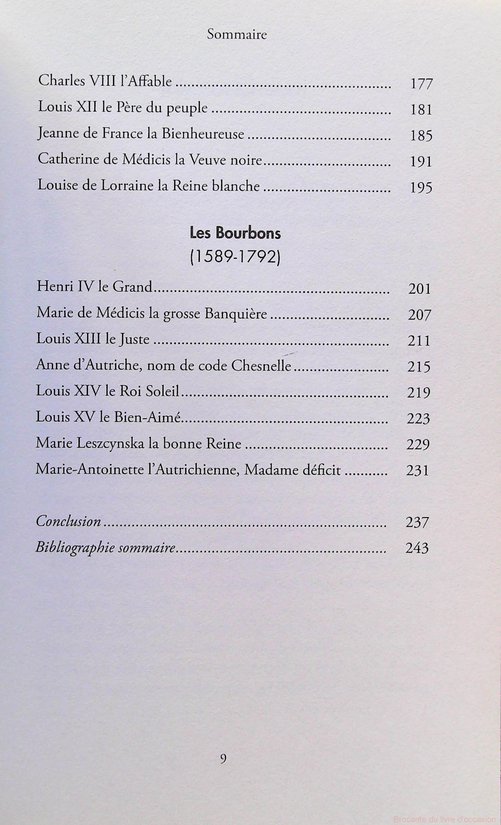 Sommaire
Charles VIII l'Affable ..................................................... 177
Louis XII le Père du peuple ............................................ 181
Jeanne de France la Bienheureuse ................................... 185
Catherine de Médicis la Veuve noire............................... 191
Louise de Lorraine la Reine blanche ............................... 195
Les Bourbons
(1589-1792)
Henri IV le Grand.......................................................... 201
Marie de Médicis la grosse Banquière ............................. 207
Louis XIII le Juste .......................................................... 211
Anne d'Autriche, nom de code Chesnelle ....................... 215
Louis XIV le Roi Soleil................................................... 219
Louis XV le Bien-Aimé................................................... 223
Marie Leszcynska la bonne Reine ................................... 229
Marie-Antoinette l'Autrichienne, Madame déficit ........... 231
Conclusion ..................................................................... 237
Bibliographie sommaire.................................................... 243
9
Brocante du livre d'occasion